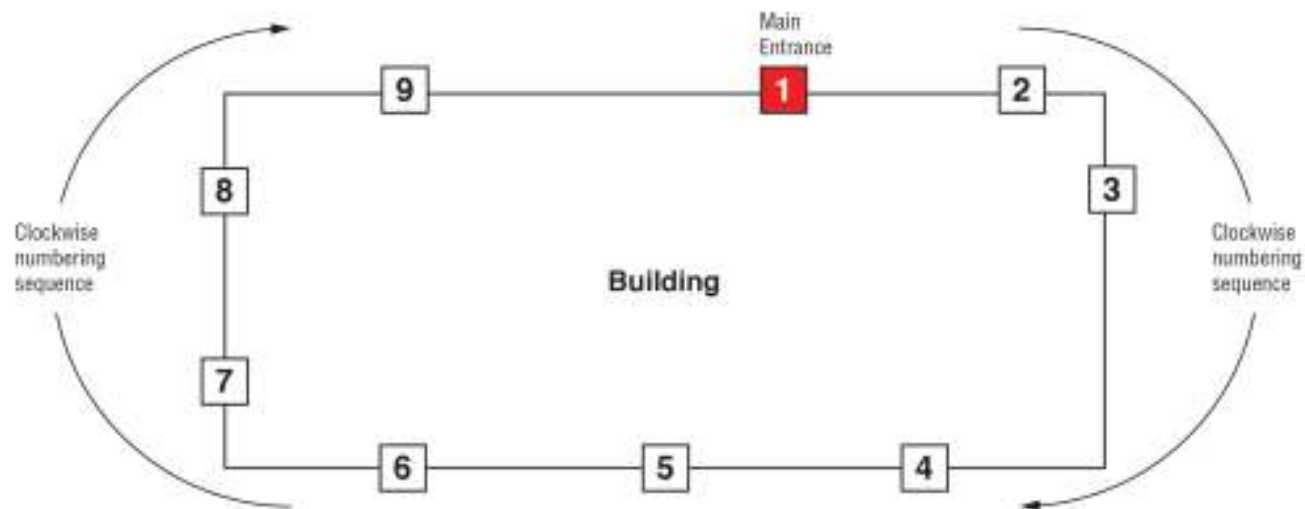 Main
Entrance
9
1
2
8
3
Clockwise
numbering
sequence
Clockwise
numbering
sequence
Building
7
6
5
4